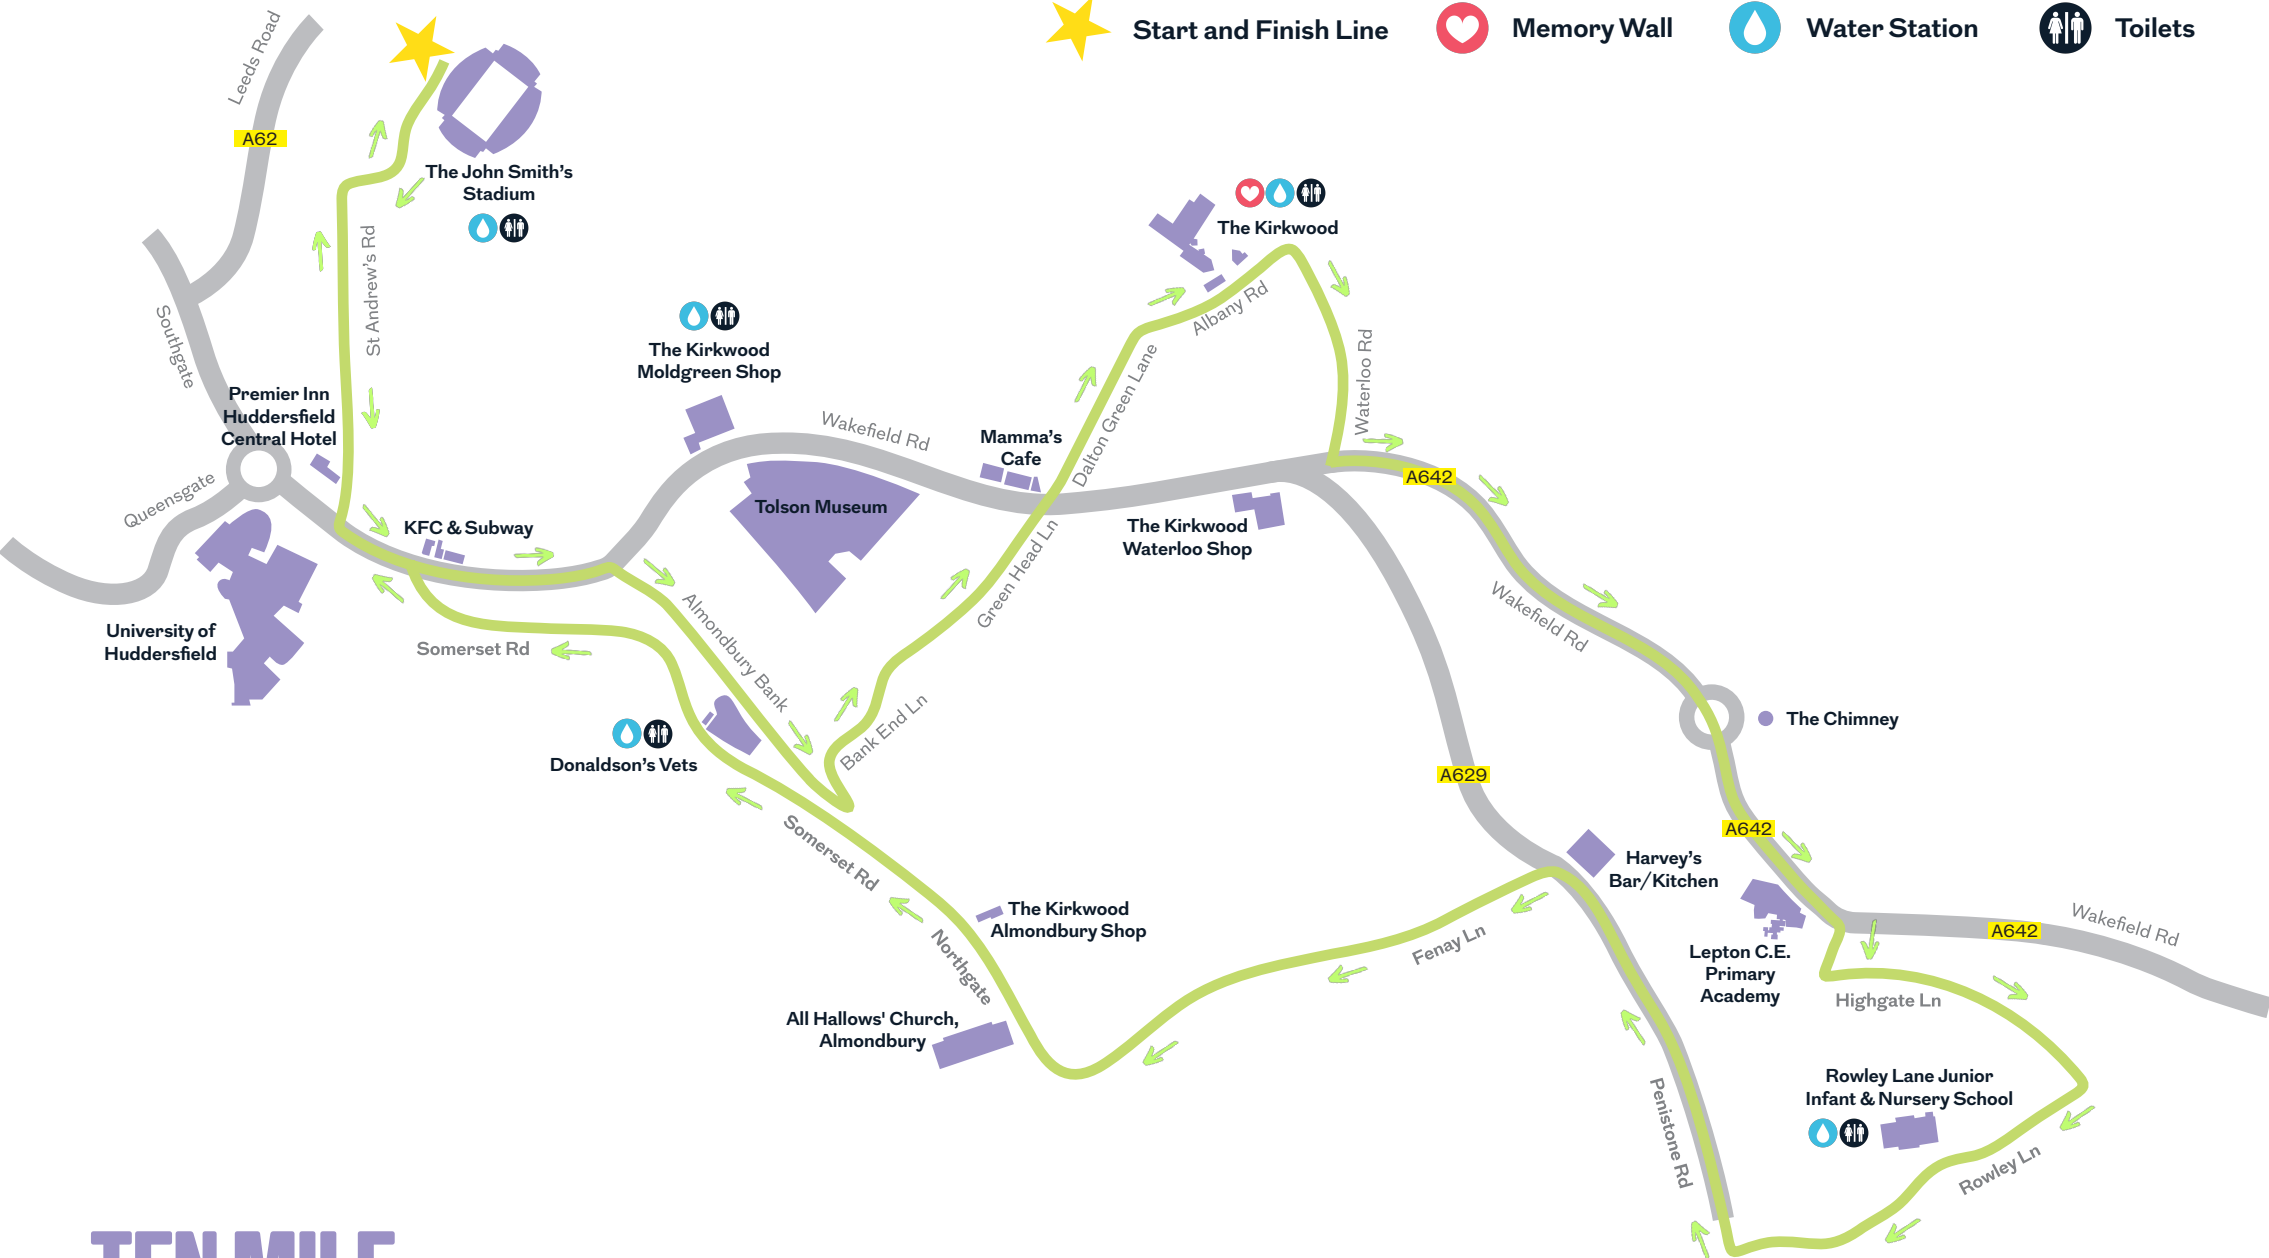 Start and Finish Line
Memory Wall
Water Station
Toilets
Leeds Road
A62
The John Smith's
Stadium
St Andrew's Rd
Southgate
Premier Inn
Huddersfield
Central Hotel
Queensgate
KFC & Subway
University of
Huddersfield
The Kirkwood
Moldgreen Shop
Wakefield Rd
Tolson Museum
Mamma's
Cafe
The Kirkwood
Albany Rd
Dalton Green Lane
Waterloo Rd
A642
The Kirkwood
Waterloo Shop
Green Head Ln
Almondbury Bank
Bank End Ln
Somerset Rd
Donaldson's Vets
Wakefield Rd
The Chimney
A629
A642
Harvey's
Bar/Kitchen
Somerset Rd
The Kirkwood
Almondbury Shop
Northgate
All Hallows' Church,
Almondbury
Fenay Ln
Lepton C.E.
Primary
Academy
A642
Wakefield Rd
Highgate Ln
Rowley Lane Junior
Infant & Nursery School
Rowley Ln
Penistone Rd
TEN MILE